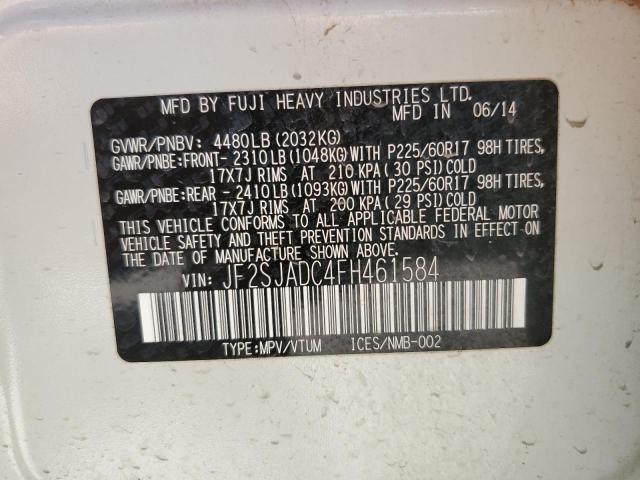 MFD BY FUJI HEAVY INDUSTRIES LTD.
MFD IN 06/14
GVWR/PNBV: 4480LB (2032KG)
GAWR/PNBE:FRONT- 2310LB (1048KG) WITH P225/60R17 98H TIRES,
17X7J RIMS AT 210 KPA ( 30 PSI) COLD
GAWR/PNBE:REAR - 2410LB (1093KG) WITH P225/60R17 98H TIRES,
17X7J RIMS AT 200 KPA ( 29 PSI) COLD
THIS VEHICLE CONFORMS TO ALL APPLICABLE FEDERAL MOTOR
VEHICLE SAFETY AND THEFT PREVENTION STANDARDS IN EFFECT ON
THE DATE OF MANUFACTURE SHOWN ABOVE.
VIN: JF2SJADC4FH461584
TYPE:MPV/VTUM ICES/NMB-002